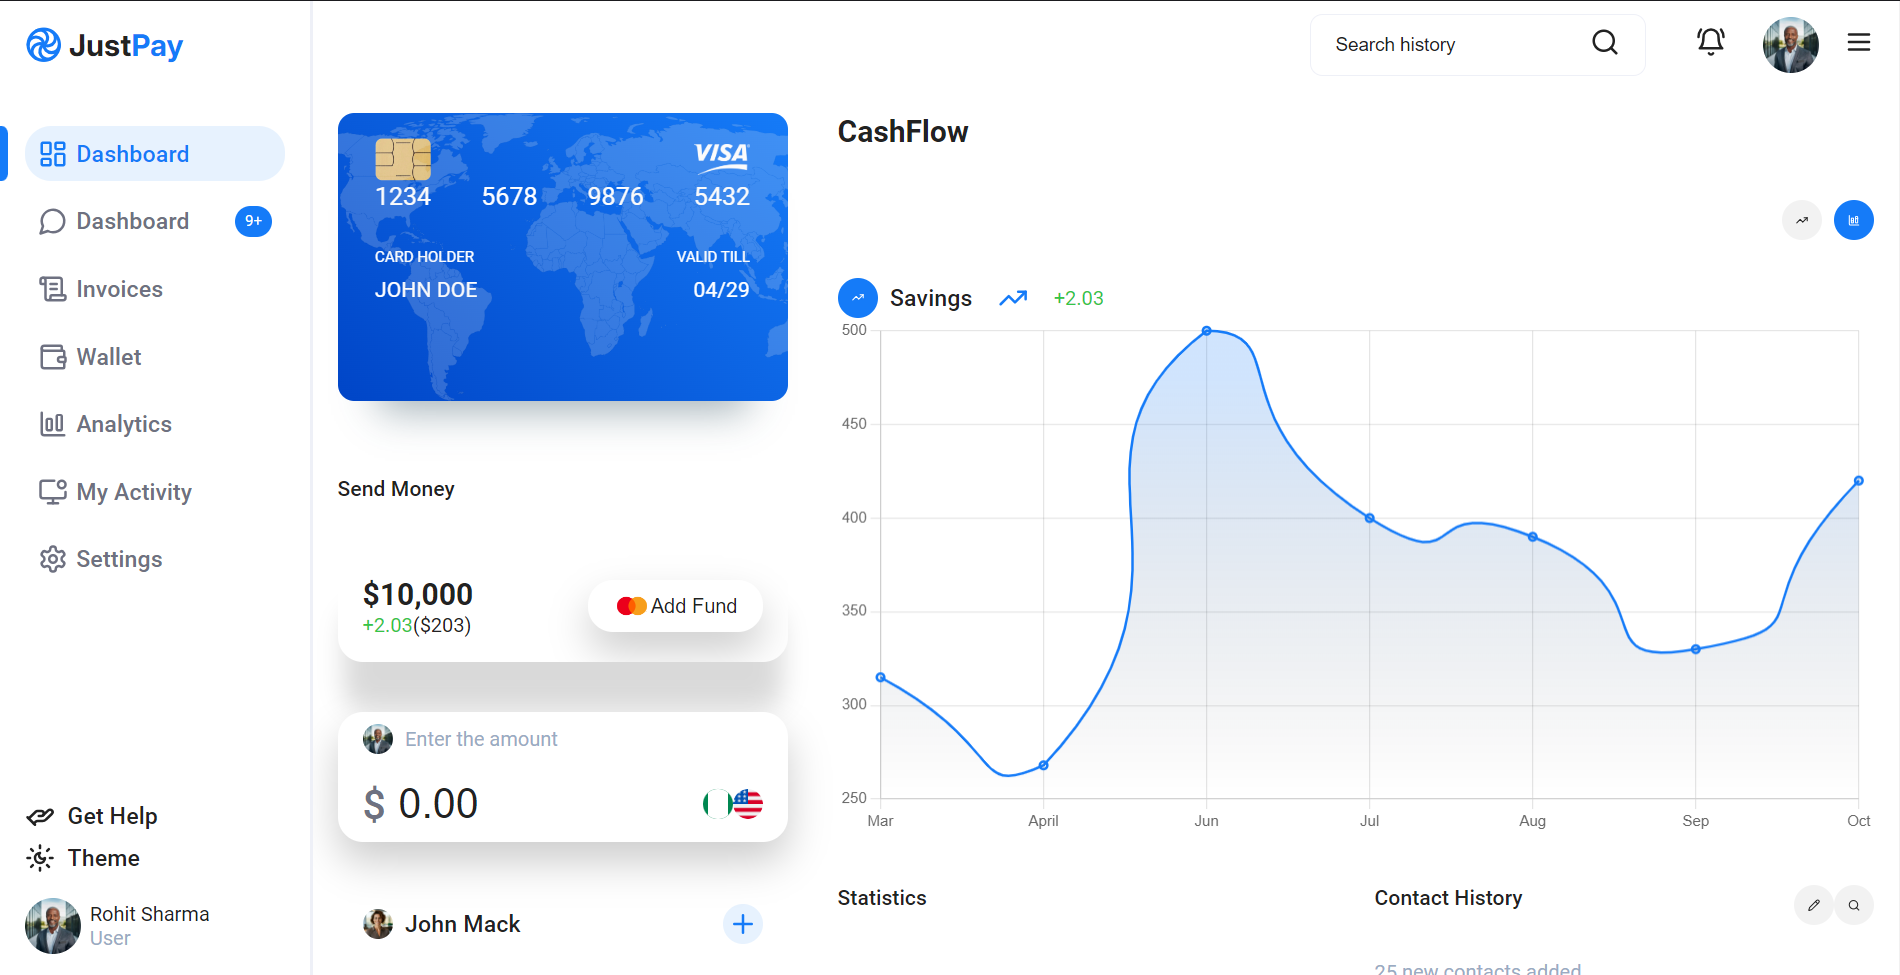 JustPay
Dashboard
Dashboard
9+
Invoices
Wallet
Analytics
My Activity
Settings
Get Help
Theme
Rohit Sharma
User
Search history
VISA
1234 5678 9876 5432
CARD HOLDER VALID TILL
JOHN DOE 04/29
Send Money
$10,000
+2.03($203)
Add Fund
Enter the amount
$ 0.00
John Mack
CashFlow
Savings +2.03
500
450
400
350
300
250
Mar April Jun Jul Aug Sep Oct
Statistics
Contact History
25 new contacts added